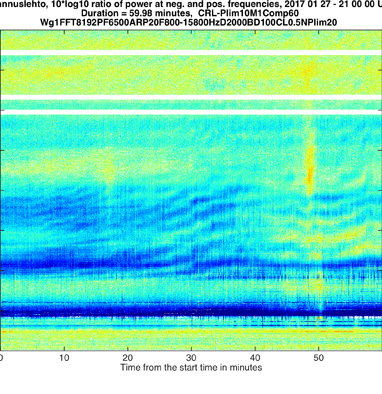 annuslehto, 10*log10 ratio of power at neg. and pos. frequencies, 2017 01 27 - 21 00 00 U
Duration = 59.98 minutes, CRL-Plim10M1Comp60
Wg1FFT8192PF6500ARP20F800-15800HzD2000BD100CL0.5NPlim20
0 10 20 30 40 50
Time from the start time in minutes